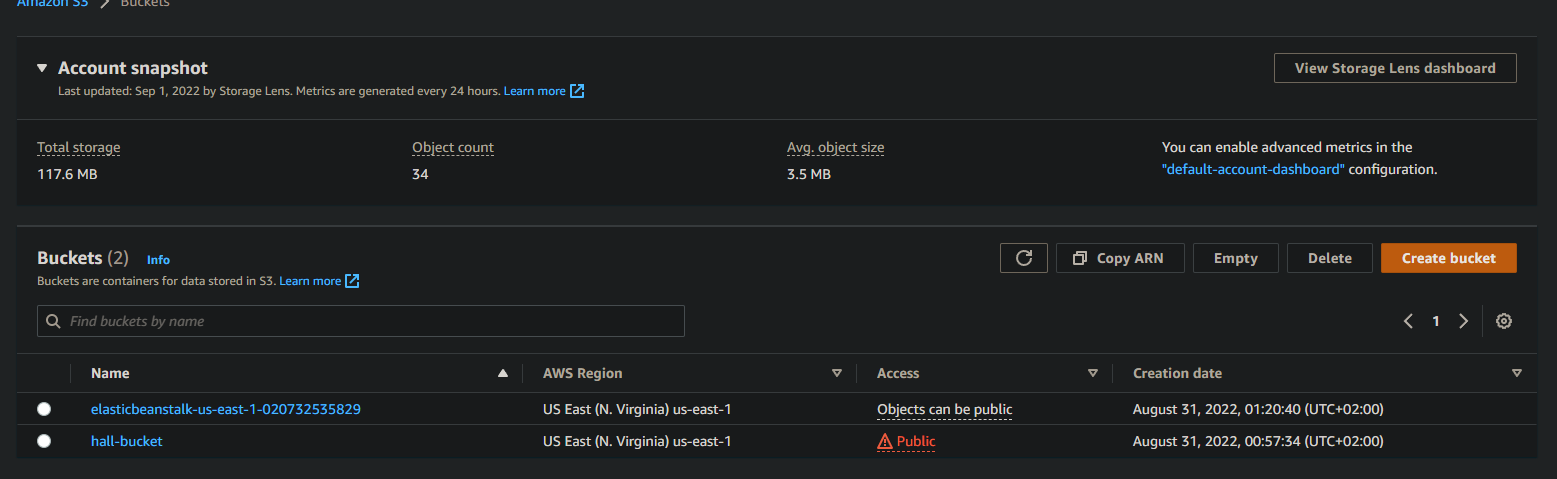 Amazon S3 > Buckets
Account snapshot
View Storage Lens dashboard
Last updated: Sep 1, 2022 by Storage Lens. Metrics are generated every 24 hours. Learn more
Total storage
117.6 MB
Object count
34
Avg. object size
3.5 MB
You can enable advanced metrics in the
"default-account-dashboard" configuration.
Buckets (2) Info
Copy ARN Empty Delete Create bucket
Buckets are containers for data stored in S3. Learn more
Find buckets by name
1
Name AWS Region Access Creation date
elasticbeanstalk-us-east-1-020732535829 US East (N. Virginia) us-east-1 Objects can be public August 31, 2022, 01:20:40 (UTC+02:00)
hall-bucket US East (N. Virginia) us-east-1 Public August 31, 2022, 00:57:34 (UTC+02:00)